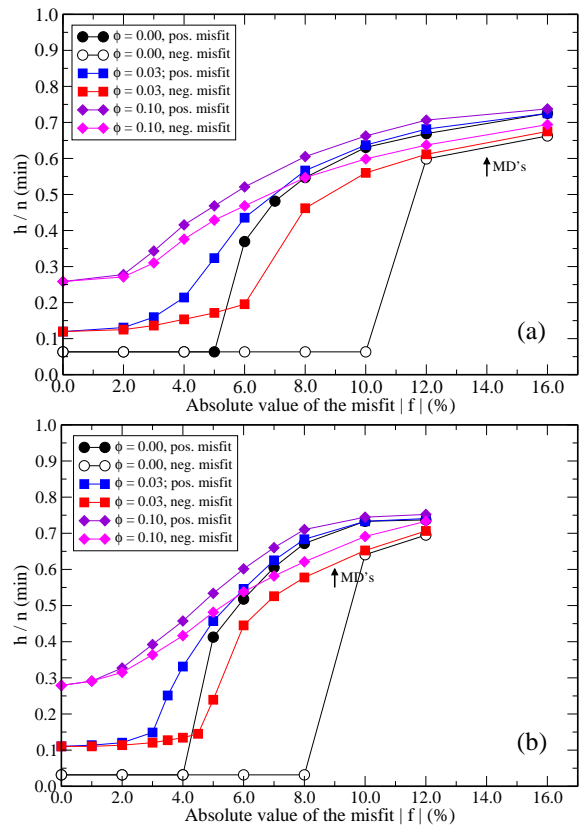 1.0
0.9
0.8
0.7
0.6
0.5
0.4
0.3
0.2
0.1
0.0
h / n (min)
ϕ = 0.00, pos. misfit
ϕ = 0.00, neg. misfit
ϕ = 0.03; pos. misfit
ϕ = 0.03, neg. misfit
ϕ = 0.10, pos. misfit
ϕ = 0.10, neg. misfit
MD's
(a)
0.0 2.0 4.0 6.0 8.0 10.0 12.0 14.0 16.0
Absolute value of the misfit | f | (%)
1.0
0.9
0.8
0.7
0.6
0.5
0.4
0.3
0.2
0.1
0.0
h / n (min)
ϕ = 0.00, pos. misfit
ϕ = 0.00, neg. misfit
ϕ = 0.03; pos. misfit
ϕ = 0.03, neg. misfit
ϕ = 0.10, pos. misfit
ϕ = 0.10, neg. misfit
MD's
(b)
0.0 2.0 4.0 6.0 8.0 10.0 12.0 14.0 16.0
Absolute value of the misfit | f | (%)